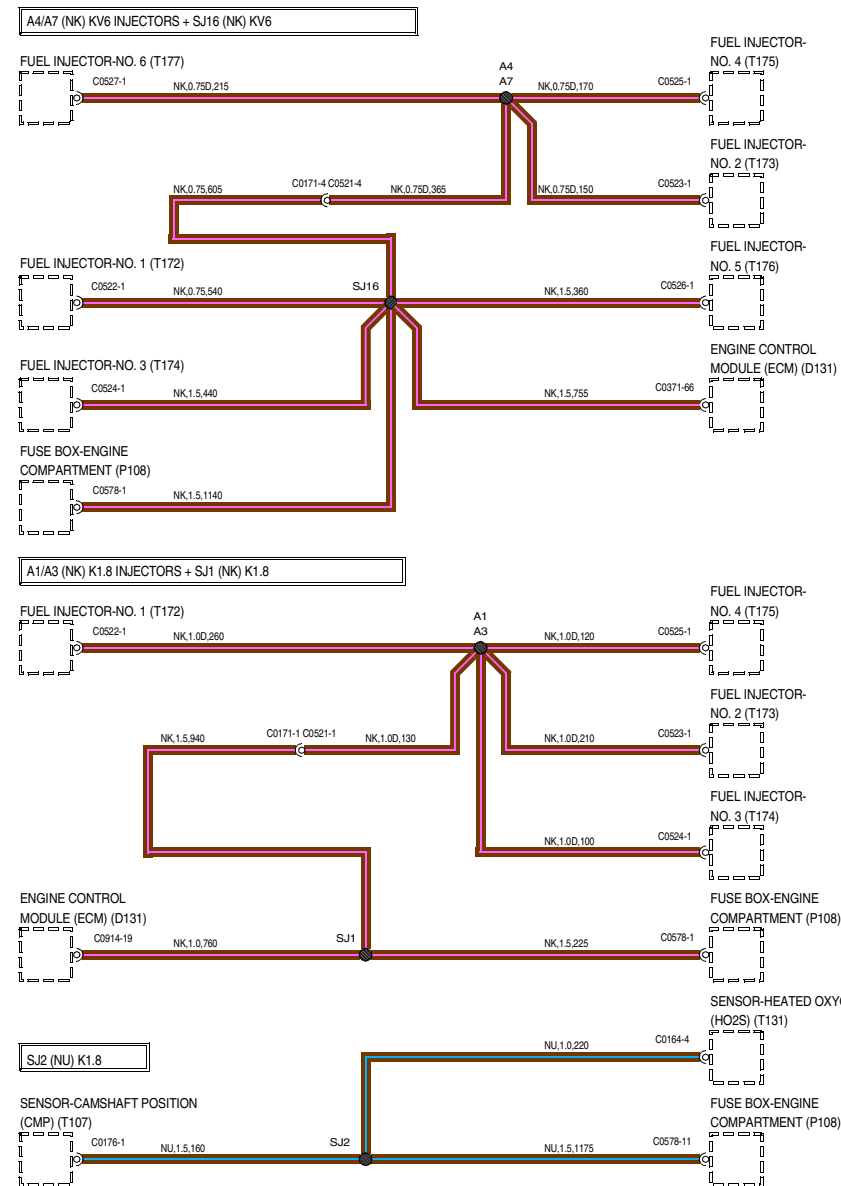 A4/A7 (NK) KV6 INJECTORS + SJ16 (NK) KV6
FUEL INJECTOR-NO. 6 (T177)
C0527-1
NK,0.75D,215
A4
A7
NK,0.75D,170
C0525-1
FUEL INJECTOR-
NO. 4 (T175)
FUEL INJECTOR-
NO. 2 (T173)
NK,0.75,605
C0171-4 C0521-4
NK,0.75D,365
NK,0.75D,150
C0523-1
FUEL INJECTOR-NO. 1 (T172)
C0522-1
NK,0.75,540
SJ16
NK,1.5,360
C0526-1
FUEL INJECTOR-
NO. 5 (T176)
FUEL INJECTOR-NO. 3 (T174)
C0524-1
NK,1.5,440
NK,1.5,755
C0371-66
ENGINE CONTROL
MODULE (ECM) (D131)
FUSE BOX-ENGINE
COMPARTMENT (P108)
C0578-1
NK,1.5,1140
A1/A3 (NK) K1.8 INJECTORS + SJ1 (NK) K1.8
FUEL INJECTOR-NO. 1 (T172)
C0522-1
NK,1.0D,260
A1
A3
NK,1.0D,120
C0525-1
FUEL INJECTOR-
NO. 4 (T175)
FUEL INJECTOR-
NO. 2 (T173)
NK,1.5,940
C0171-1 C0521-1
NK,1.0D,130
NK,1.0D,210
C0523-1
FUEL INJECTOR-
NO. 3 (T174)
NK,1.0D,100
C0524-1
ENGINE CONTROL
MODULE (ECM) (D131)
C0914-19
NK,1.0,760
SJ1
NK,1.5,225
C0578-1
FUSE BOX-ENGINE
COMPARTMENT (P108)
SJ2 (NU) K1.8
NU,1.0,220
C0164-4
SENSOR-HEATED OXY
(HO2S) (T131)
SENSOR-CAMSHAFT POSITION
(CMP) (T107)
C0176-1
NU,1.5,160
SJ2
NU,1.5,1175
C0578-11
FUSE BOX-ENGINE
COMPARTMENT (P108)